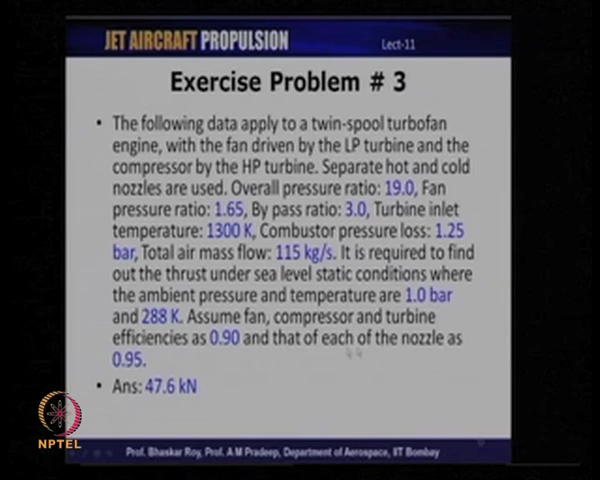 JET AIRCRAFT PROPULSION
Lect-11
Exercise Problem # 3
• The following data apply to a twin-spool turbofan
engine, with the fan driven by the LP turbine and the
compressor by the HP turbine. Separate hot and cold
nozzles are used. Overall pressure ratio: 19.0, Fan
pressure ratio: 1.65, By pass ratio: 3.0, Turbine inlet
temperature: 1300 K, Combustor pressure loss: 1.25
bar, Total air mass flow: 115 kg/s. It is required to find
out the thrust under sea level static conditions where
the ambient pressure and temperature are 1.0 bar
and 288 K. Assume fan, compressor and turbine
efficiencies as 0.90 and that of each of the nozzle as
0.95.
• Ans: 47.6 kN
NPTEL
Prof. Bhaskar Roy, Prof. A M Pradeep, Department of Aerospace, IIT Bombay